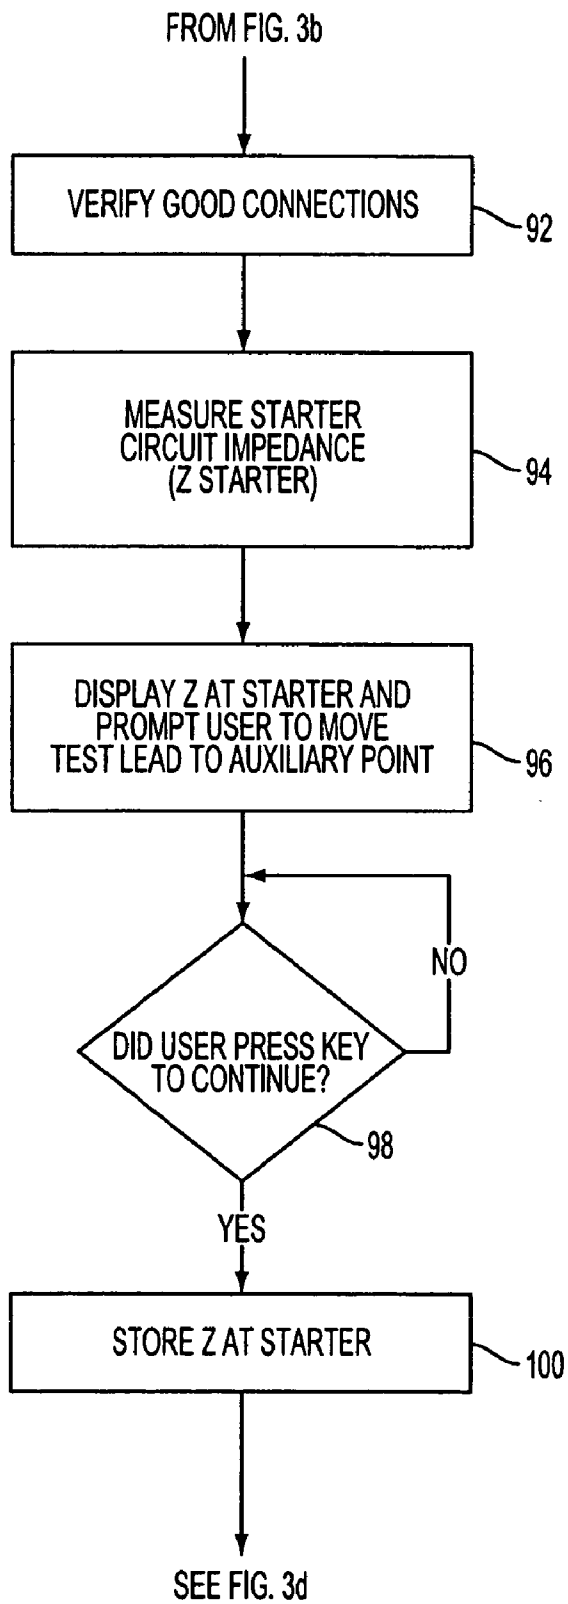 FROM FIG. 3b
VERIFY GOOD CONNECTIONS
92
MEASURE STARTER
CIRCUIT IMPEDANCE
(Z STARTER)
94
DISPLAY Z AT STARTER AND
PROMPT USER TO MOVE
TEST LEAD TO AUXILIARY POINT
96
NO
DID USER PRESS KEY
TO CONTINUE?
98
YES
STORE Z AT STARTER
100
SEE FIG. 3d